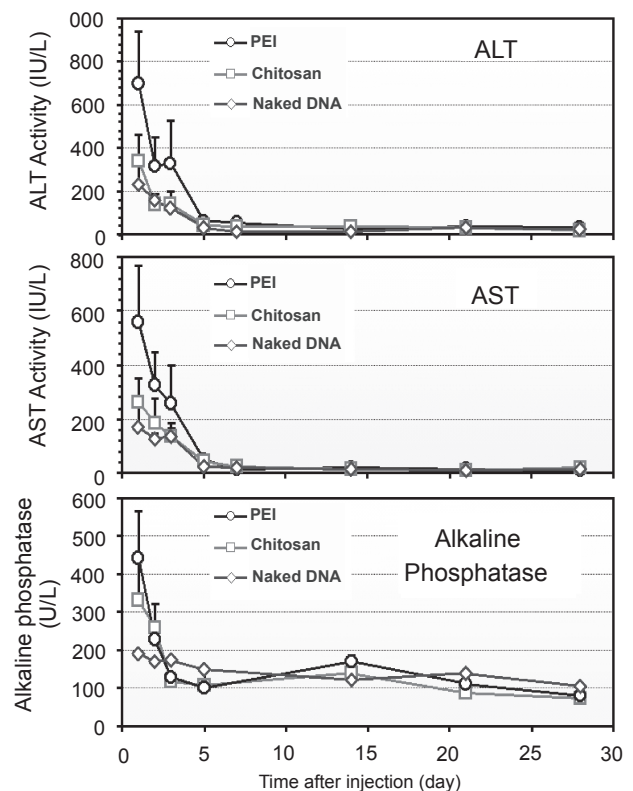 000
800
600
400
200
0
ALT Activity (IU/L)
PEI
Chitosan
Naked DNA
ALT
800
600
400
200
0
AST Activity (IU/L)
PEI
Chitosan
Naked DNA
AST
600
500
400
300
200
100
0
Alkaline phosphatase
(U/L)
PEI
Chitosan
Naked DNA
Alkaline
Phosphatase
0 5 10 15 20 25 30
Time after injection (day)